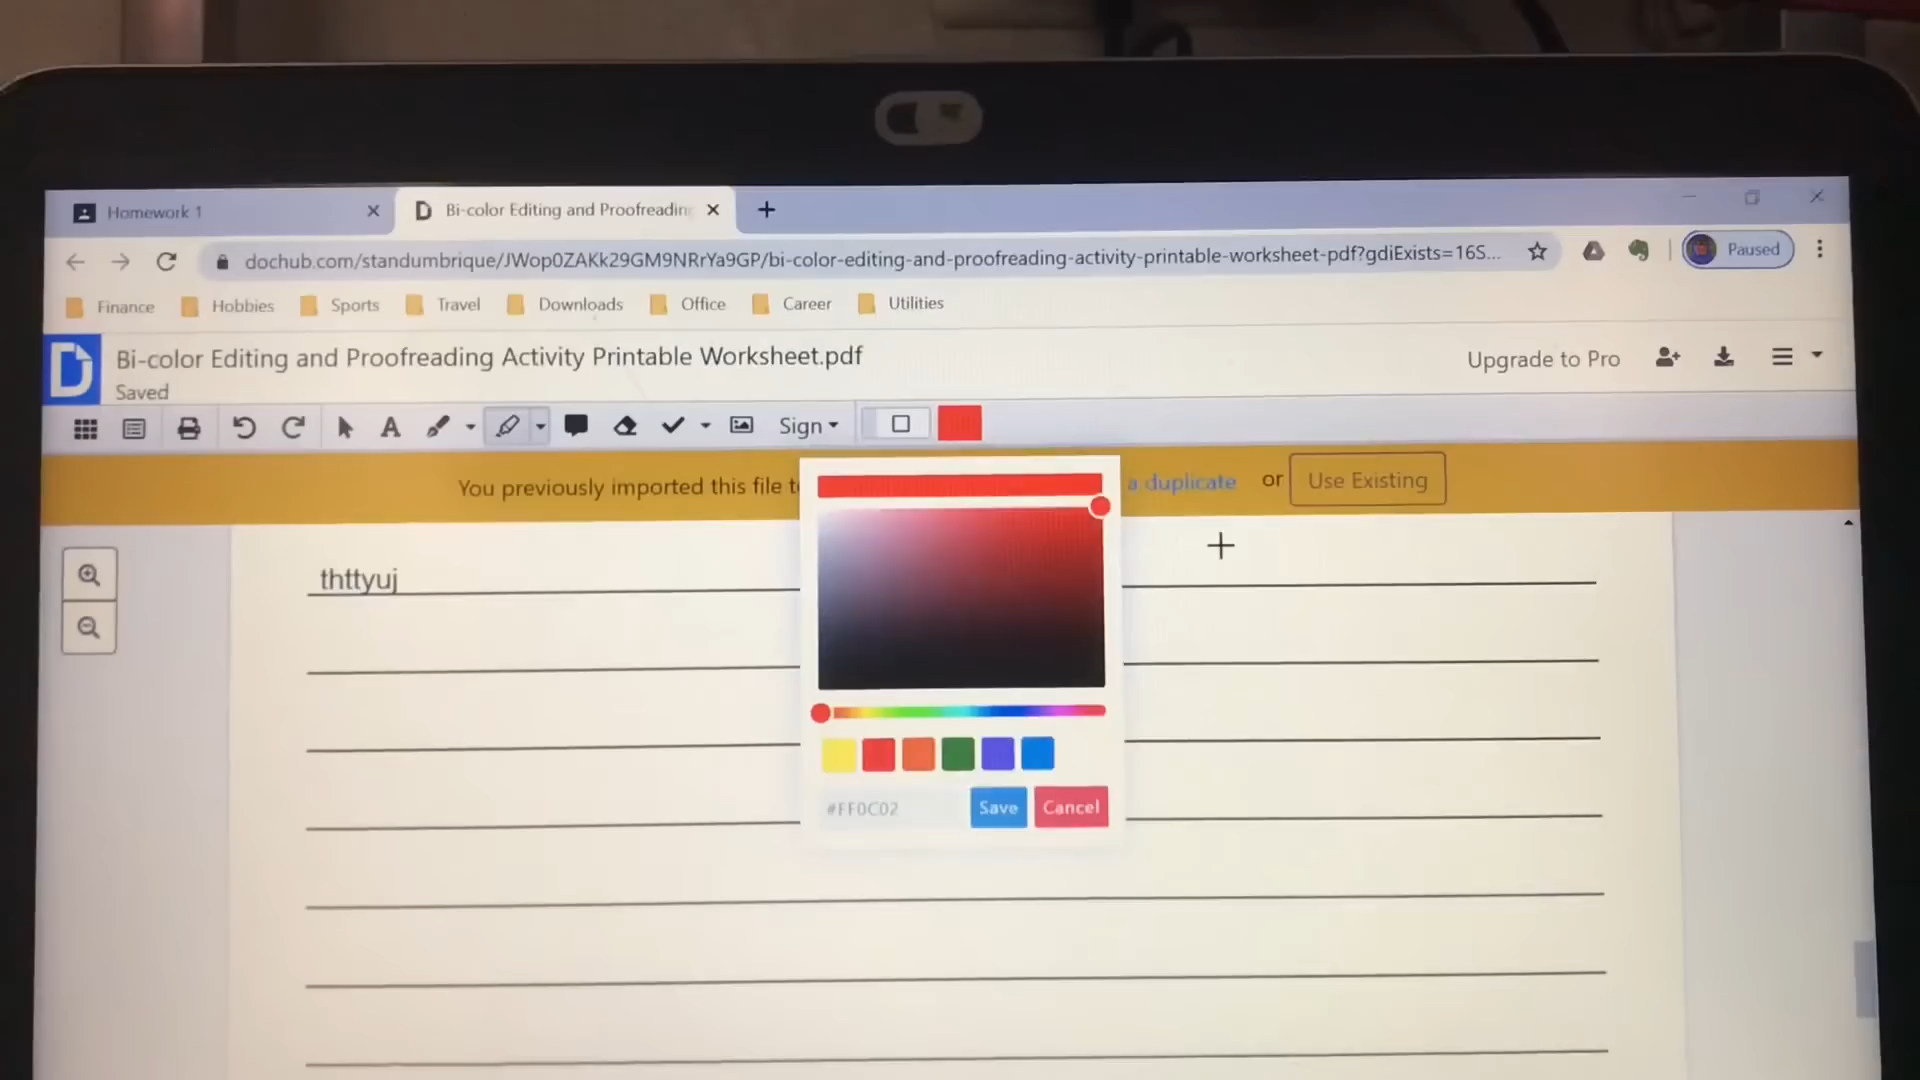 Homework 1
Bi-color Editing and Proofreadin
dochub.com/standumbrique/JWop0ZAKk29GM9NRrYa9GP/bi-color-editing-and-proofreading-activity-printable-worksheet-pdf?gdiExists=16S...
Paused
Finance Hobbies Sports Travel Downloads Office Career Utilities
Bi-color Editing and Proofreading Activity Printable Worksheet.pdf
Saved
Upgrade to Pro
A Sign
You previously imported this file t a duplicate or Use Existing
thttyuj
#FF0C02 Save Cancel